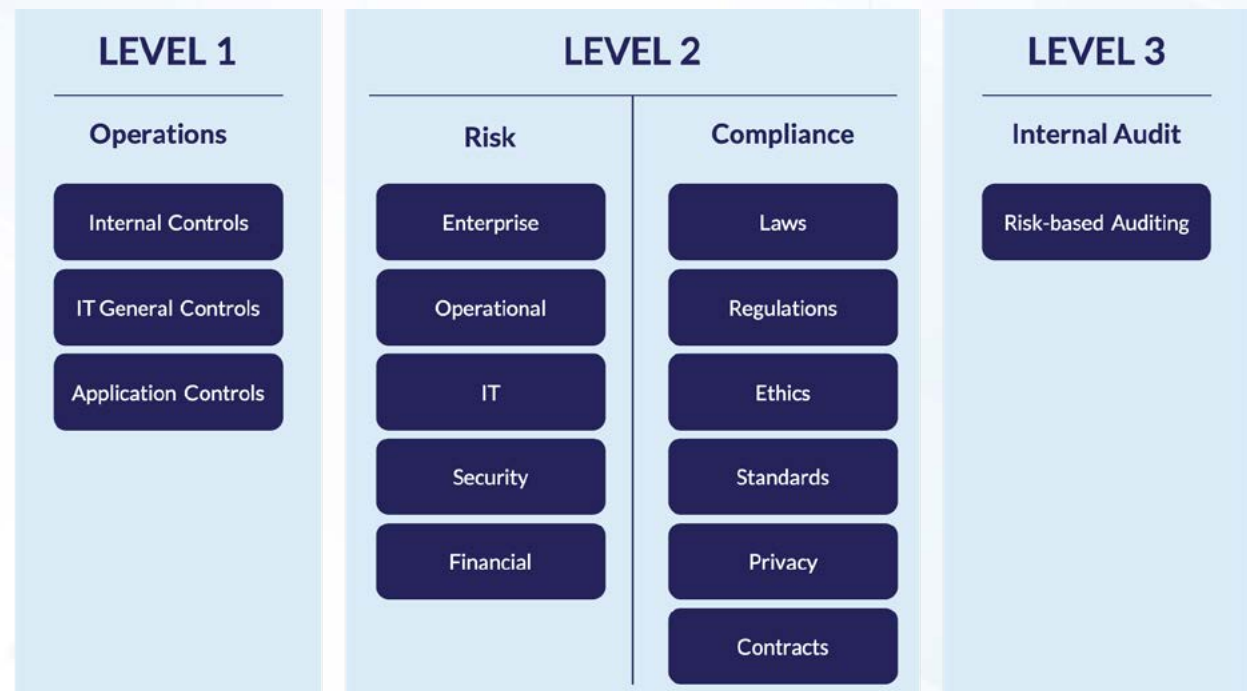 LEVEL 1
Operations
Internal Controls
IT General Controls
Application Controls
LEVEL 2
Risk
Enterprise
Operational
IT
Security
Financial
Compliance
Laws
Regulations
Ethics
Standards
Privacy
Contracts
LEVEL 3
Internal Audit
Risk-based Auditing